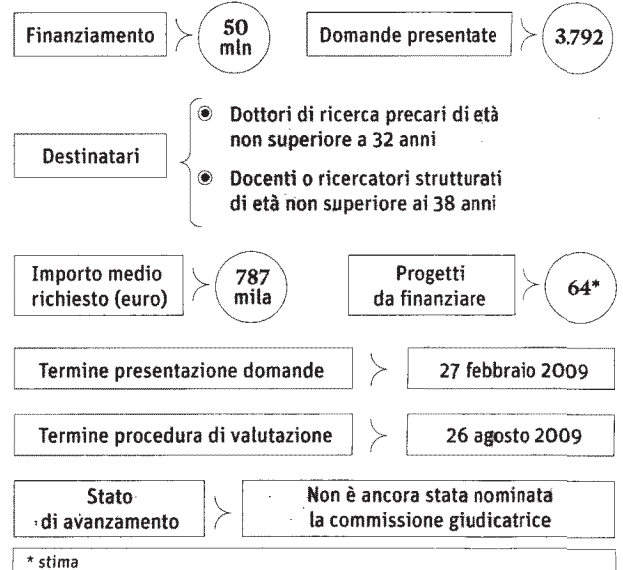 Finanziamento
50
mln
Domande presentate
3.792
Destinatari
Dottori di ricerca precari di età
non superiore a 32 anni
Docenti o ricercatori strutturati
di età non superiore ai 38 anni
Importo medio
richiesto (euro)
787
mila
Progetti
da finanziare
64*
Termine presentazione domande
27 febbraio 2009
Termine procedura di valutazione
26 agosto 2009
Stato
di avanzamento
Non è ancora stata nominata
la commissione giudicatrice
* stima